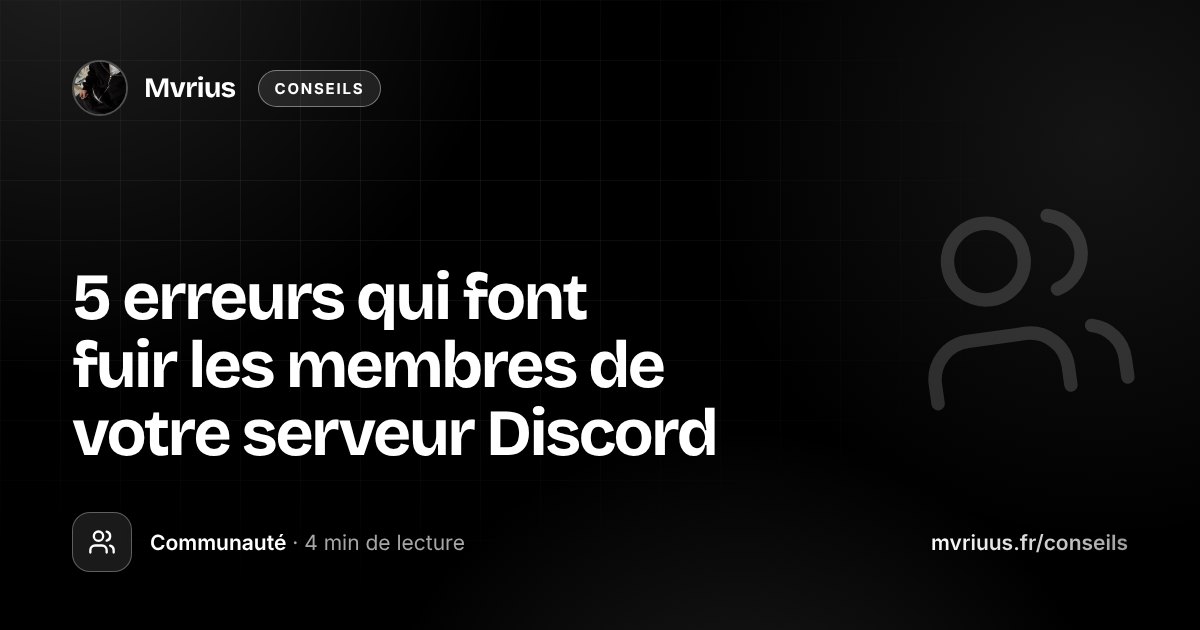 Mvrius
CONSEILS
5 erreurs qui font
fuir les membres de
votre serveur Discord
Communauté · 4 min de lecture
mvriuus.fr/conseils